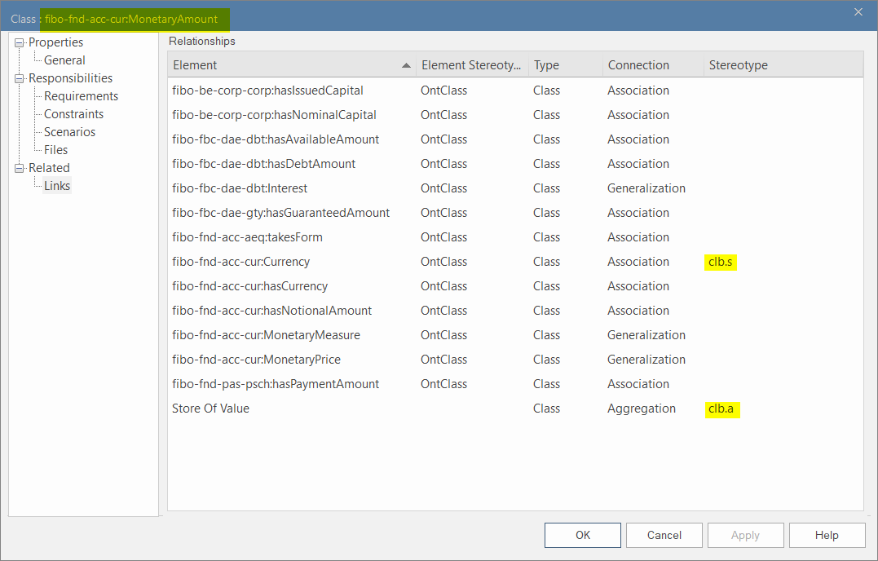 Class : fibo-fnd-acc-cur:MonetaryAmount
Properties
General
Responsibilities
Requirements
Constraints
Scenarios
Files
Related
Links
Relationships
Element Element Stereoty... Type Connection Stereotype
fibo-be-corp-corp:hasIssuedCapital OntClass Class Association
fibo-be-corp-corp:hasNominalCapital OntClass Class Association
fibo-fbc-dae-dbt:hasAvailableAmount OntClass Class Association
fibo-fbc-dae-dbt:hasDebtAmount OntClass Class Association
fibo-fbc-dae-dbt:Interest OntClass Class Generalization
fibo-fbc-dae-gty:hasGuaranteedAmount OntClass Class Association
fibo-fnd-acc-aeq:takesForm OntClass Class Association
fibo-fnd-acc-cur:Currency OntClass Class Association clb.s
fibo-fnd-acc-cur:hasCurrency OntClass Class Association
fibo-fnd-acc-cur:hasNotionalAmount OntClass Class Association
fibo-fnd-acc-cur:MonetaryMeasure OntClass Class Generalization
fibo-fnd-acc-cur:MonetaryPrice OntClass Class Generalization
fibo-fnd-pas-psch:hasPaymentAmount OntClass Class Association
Store Of Value Class Aggregation clb.a
OK Cancel Apply Help